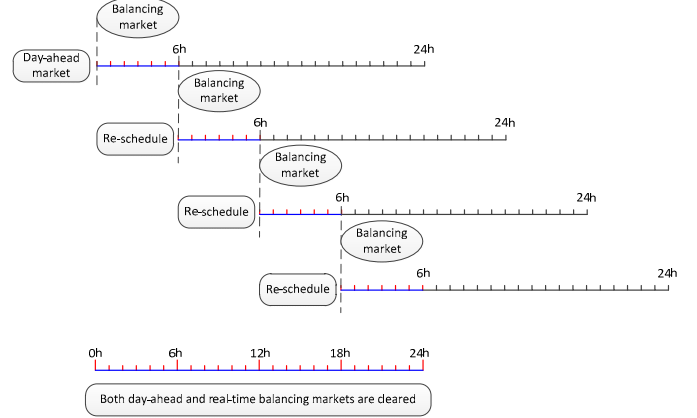 Balancing
market
6h
24h
Day-ahead
market
Balancing
market
6h
24h
Re-schedule
Balancing
market
6h
24h
Re-schedule
Balancing
market
6h
24h
Re-schedule
0h 6h 12h 18h 24h
Both day-ahead and real-time balancing markets are cleared